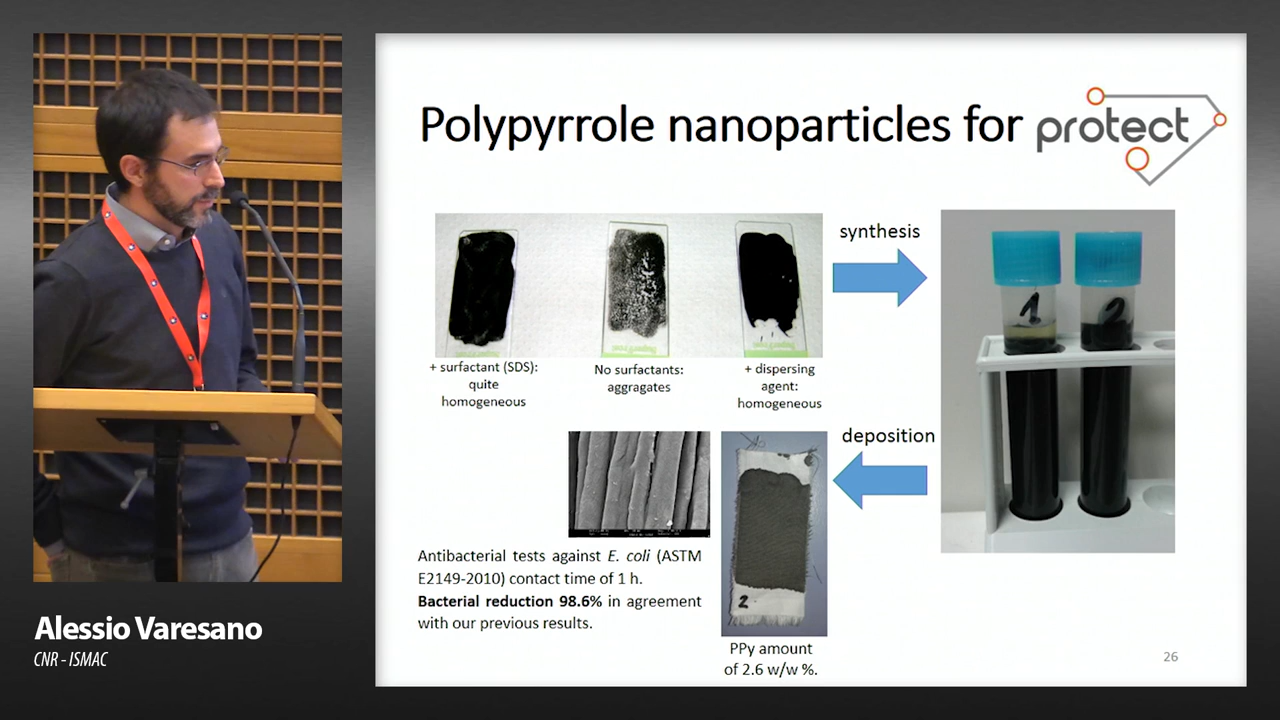 Polypyrrole nanoparticles for protect
synthesis
+ surfactant (SDS):
quite
homogeneous
No surfactants:
aggragates
+ dispersing
agent:
homogeneous
1
2
deposition
2
Antibacterial tests against E. coli (ASTM
E2149-2010) contact time of 1 h.
Bacterial reduction 98.6% in agreement
with our previous results.
PPy amount
of 2.6 w/w %.
26
Alessio Varesano
CNR - ISMAC